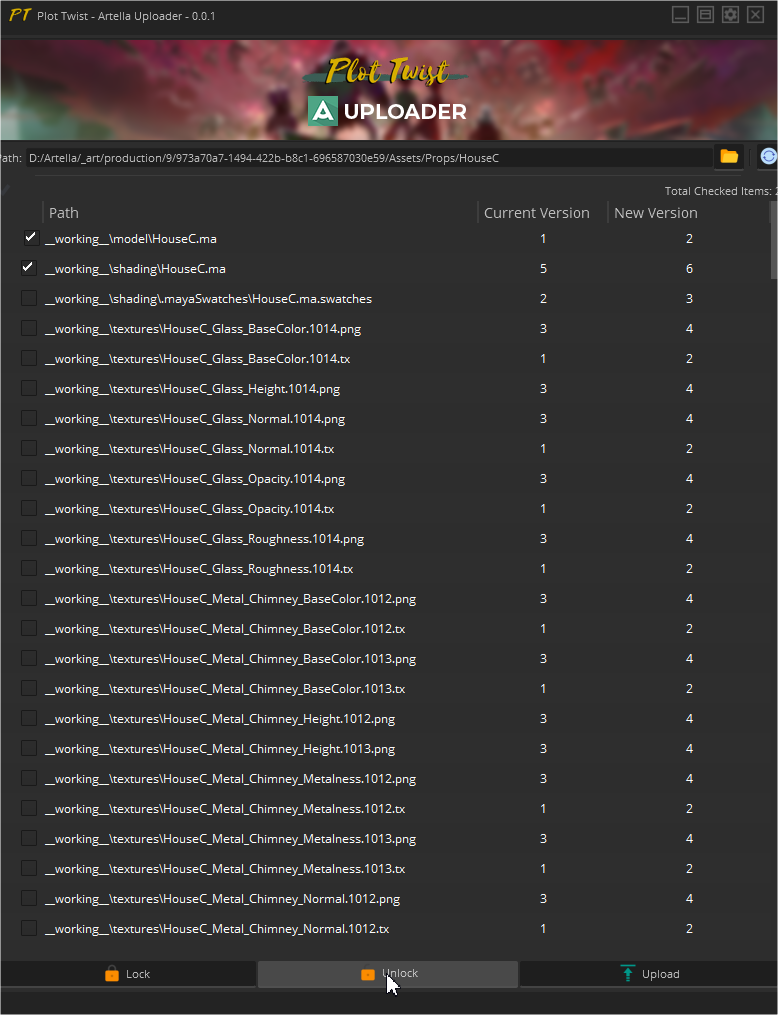 PT Plot Twist - Artella Uploader - 0.0.1
Plot Twist
A UPLOADER
ath: D:/Artella/_art/production/9/973a70a7-1494-422b-b8c1-696587030e59/Assets/Props/HouseC
Total Checked Items: 2
Path Current Version New Version
__working__\model\HouseC.ma 1 2
__working__\shading\HouseC.ma 5 6
__working__\shading\.mayaSwatches\HouseC.ma.swatches 2 3
__working__\textures\HouseC_Glass_BaseColor.1014.png 3 4
__working__\textures\HouseC_Glass_BaseColor.1014.tx 1 2
__working__\textures\HouseC_Glass_Height.1014.png 3 4
__working__\textures\HouseC_Glass_Normal.1014.png 3 4
__working__\textures\HouseC_Glass_Normal.1014.tx 1 2
__working__\textures\HouseC_Glass_Opacity.1014.png 3 4
__working__\textures\HouseC_Glass_Opacity.1014.tx 1 2
__working__\textures\HouseC_Glass_Roughness.1014.png 3 4
__working__\textures\HouseC_Glass_Roughness.1014.tx 1 2
__working__\textures\HouseC_Metal_Chimney_BaseColor.1012.png 3 4
__working__\textures\HouseC_Metal_Chimney_BaseColor.1012.tx 1 2
__working__\textures\HouseC_Metal_Chimney_BaseColor.1013.png 3 4
__working__\textures\HouseC_Metal_Chimney_BaseColor.1013.tx 1 2
__working__\textures\HouseC_Metal_Chimney_Height.1012.png 3 4
__working__\textures\HouseC_Metal_Chimney_Height.1013.png 3 4
__working__\textures\HouseC_Metal_Chimney_Metalness.1012.png 3 4
__working__\textures\HouseC_Metal_Chimney_Metalness.1012.tx 1 2
__working__\textures\HouseC_Metal_Chimney_Metalness.1013.png 3 4
__working__\textures\HouseC_Metal_Chimney_Metalness.1013.tx 1 2
__working__\textures\HouseC_Metal_Chimney_Normal.1012.png 3 4
__working__\textures\HouseC_Metal_Chimney_Normal.1012.tx 1 2
Lock Unlock Upload